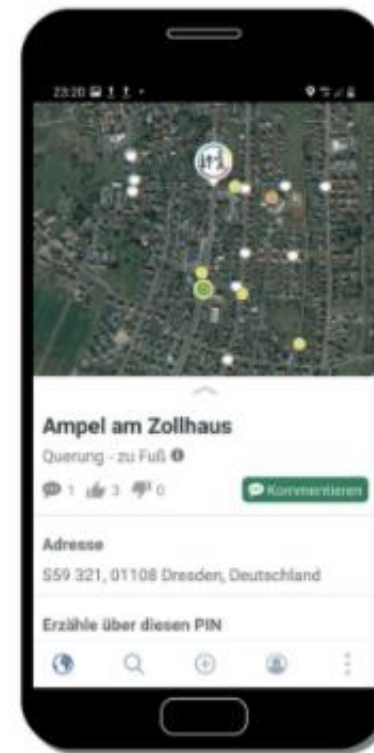 23:20
Ampel am Zollhaus
Querung - zu Fuß
1 3 0 Kommentieren
Adresse
S59 321, 01108 Dresden, Deutschland
Erzähle über diesen PIN